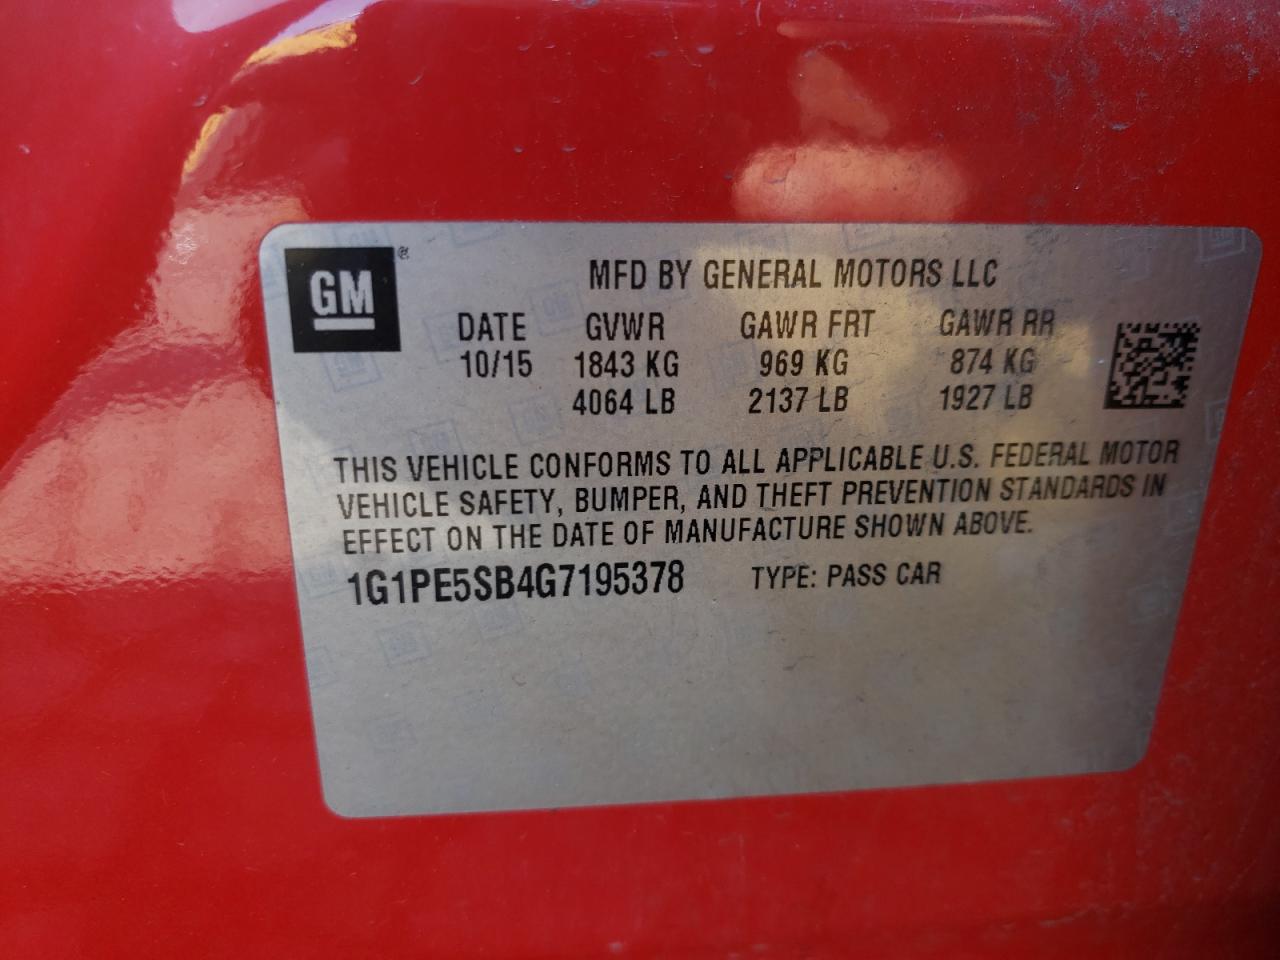 GM
MFD BY GENERAL MOTORS LLC
DATE GVWR GAWR FRT GAWR RR
10/15 1843 KG 969 KG 874 KG
4064 LB 2137 LB 1927 LB
THIS VEHICLE CONFORMS TO ALL APPLICABLE U.S. FEDERAL MOTOR
VEHICLE SAFETY, BUMPER, AND THEFT PREVENTION STANDARDS IN
EFFECT ON THE DATE OF MANUFACTURE SHOWN ABOVE.
1G1PE5SB4G7195378 TYPE: PASS CAR